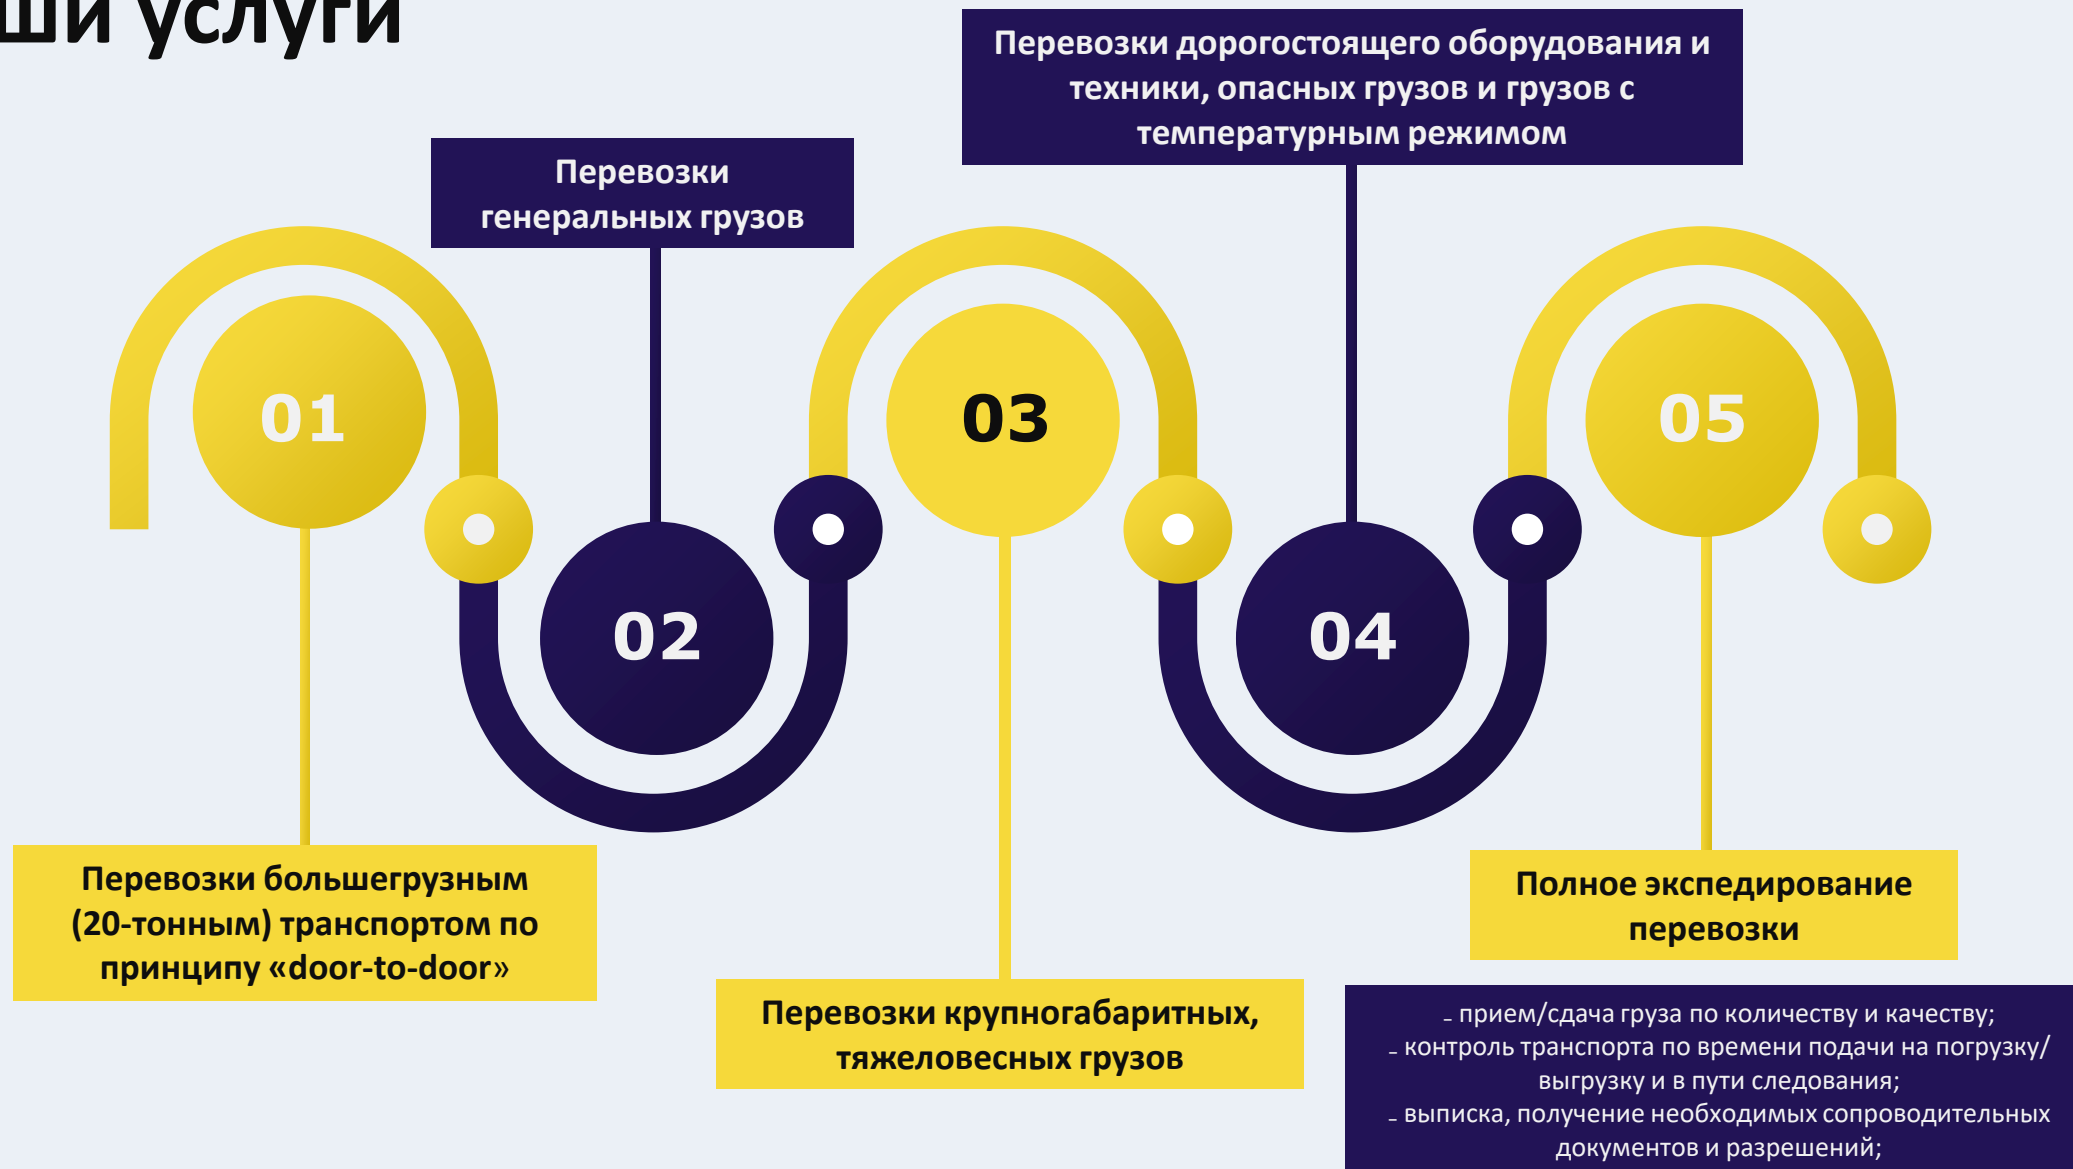 ши услуги
Перевозки дорогостоящего оборудования и
техники, опасных грузов и грузов с
температурным режимом
Перевозки
генеральных грузов
01
02
03
04
05
Перевозки большегрузным
(20-тонным) транспортом по
принципу «door-to-door»
Перевозки крупногабаритных,
тяжеловесных грузов
Полное экспедирование
перевозки
- прием/сдача груза по количеству и качеству;
- контроль транспорта по времени подачи на погрузку/
выгрузку и в пути следования;
- выписка, получение необходимых сопроводительных
документов и разрешений;